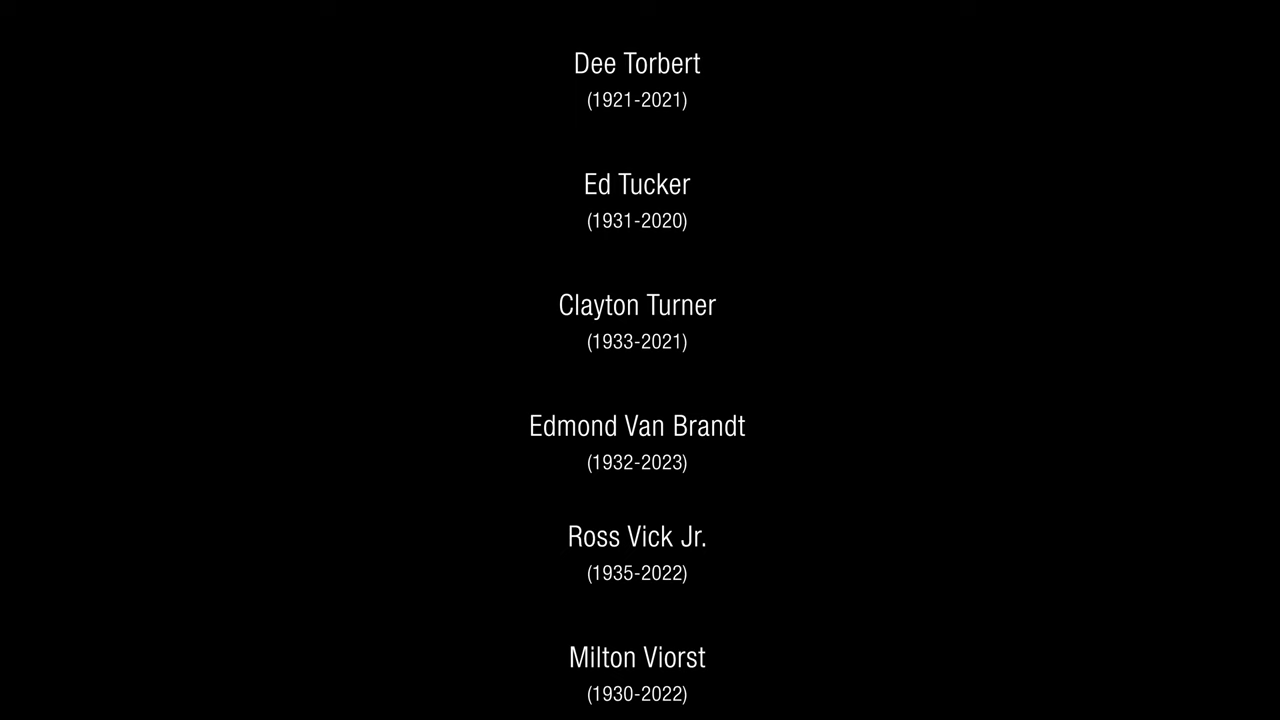 Dee Torbert
(1921-2021)
Ed Tucker
(1931-2020)
Clayton Turner
(1933-2021)
Edmond Van Brandt
(1932-2023)
Ross Vick Jr.
(1935-2022)
Milton Viorst
(1930-2022)